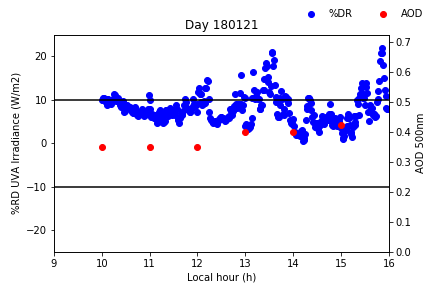 %DR AOD
Day 180121
%RD UVA Irradiance (W/m2)
20
10
0
−10
−20
0.7
0.6
0.5
0.4
0.3
0.2
0.1
0.0
AOD 500nm
9 10 11 12 13 14 15 16
Local hour (h)